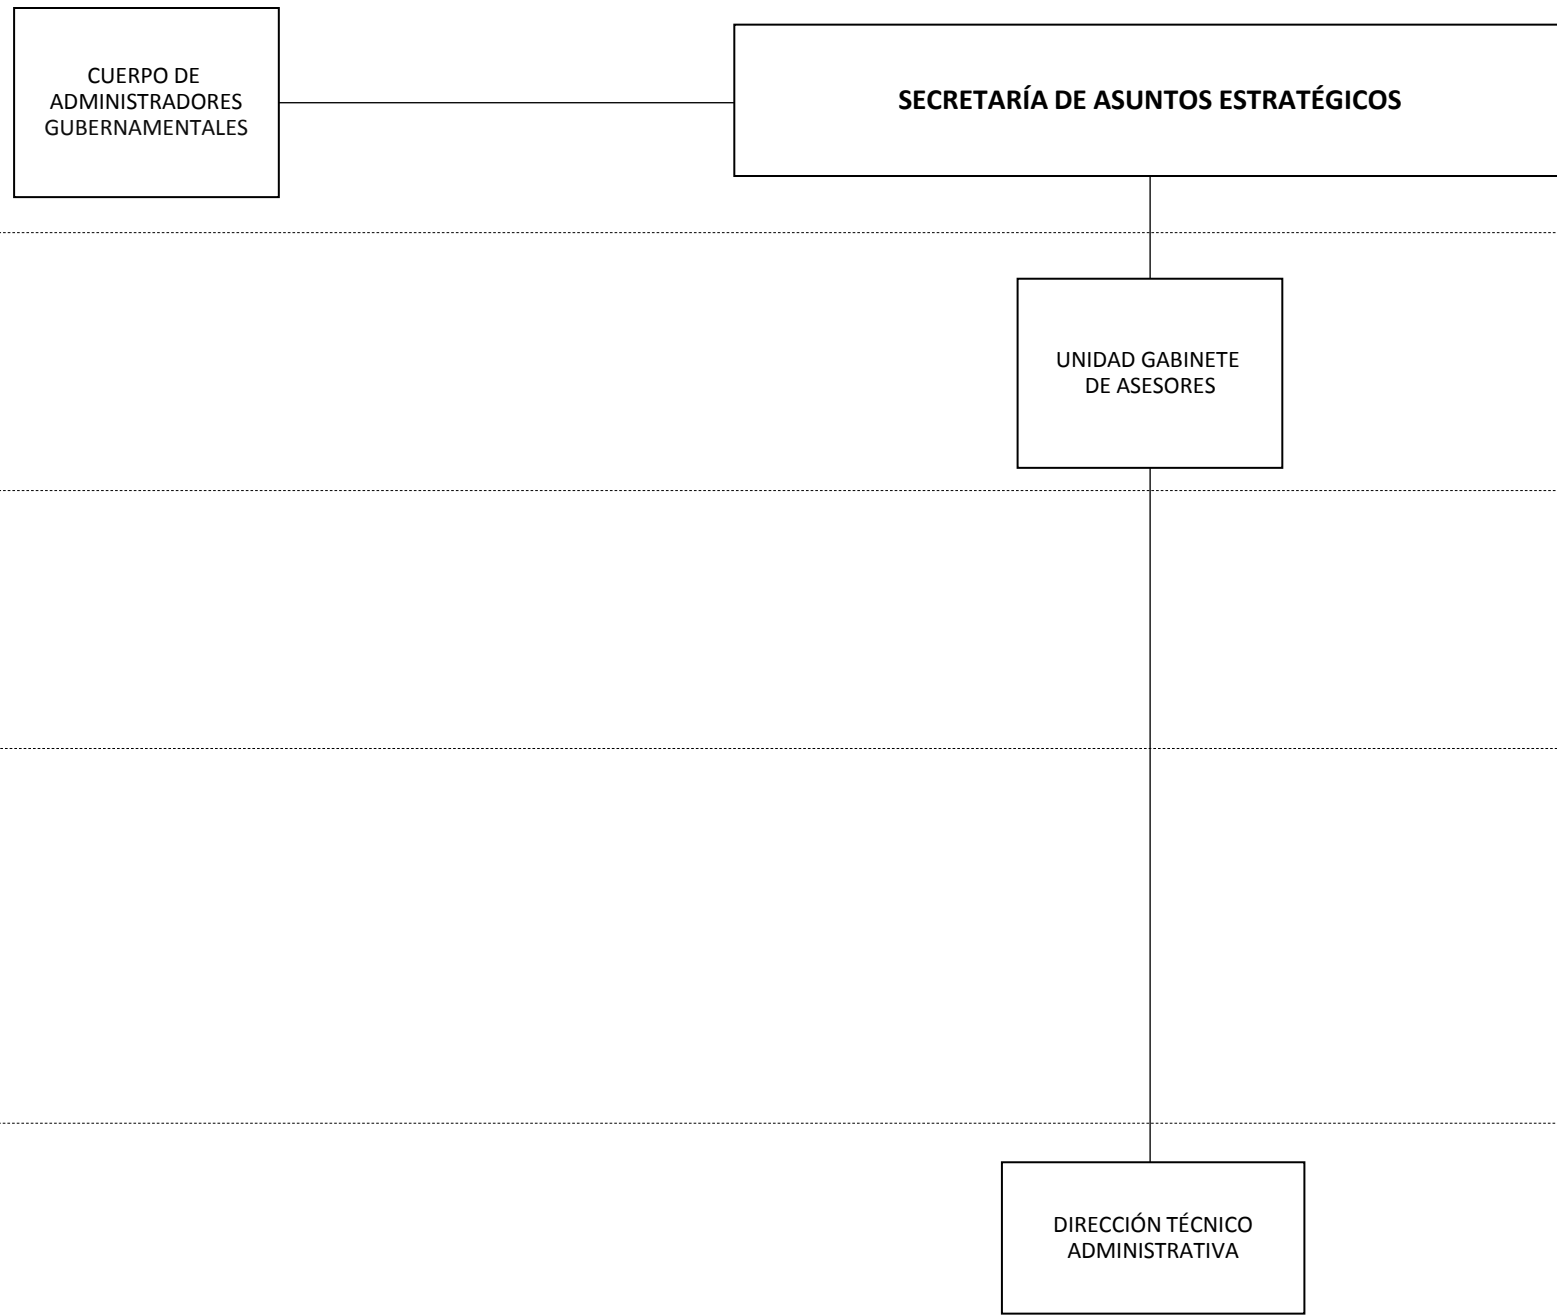 CUERPO DE
ADMINISTRADORES
GUBERNAMENTALES
SECRETARÍA DE ASUNTOS ESTRATÉGICOS
UNIDAD GABINETE
DE ASESORES
DIRECCIÓN TÉCNICO
ADMINISTRATIVA